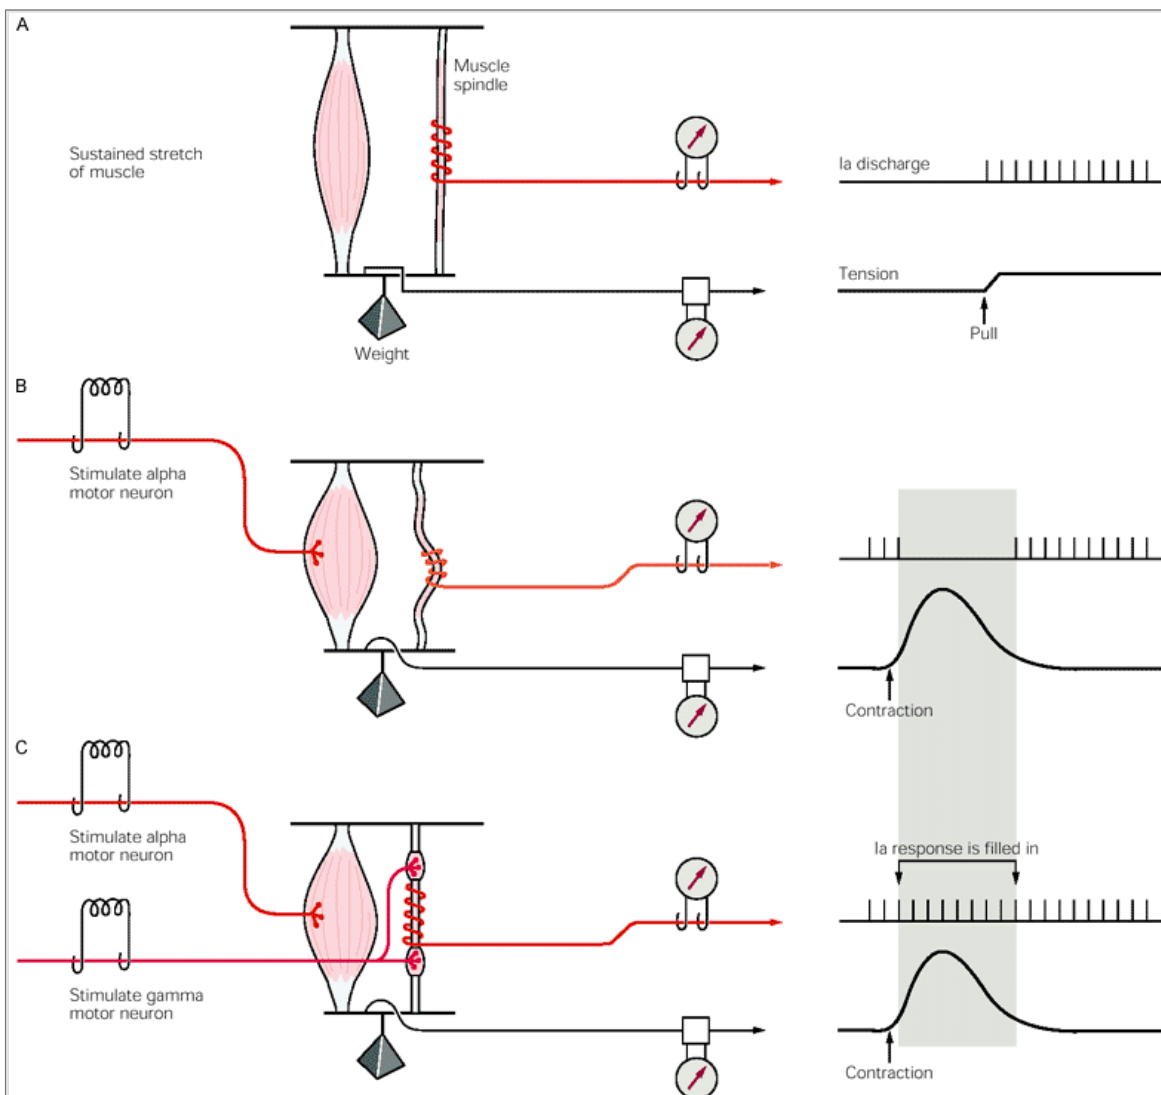 A
Muscle
spindle
Sustained stretch
of muscle
Ia discharge
Tension
Pull
Weight
B
Stimulate alpha
motor neuron
Contraction
C
Stimulate alpha
motor neuron
Ia response is filled in
Stimulate gamma
motor neuron
Contraction